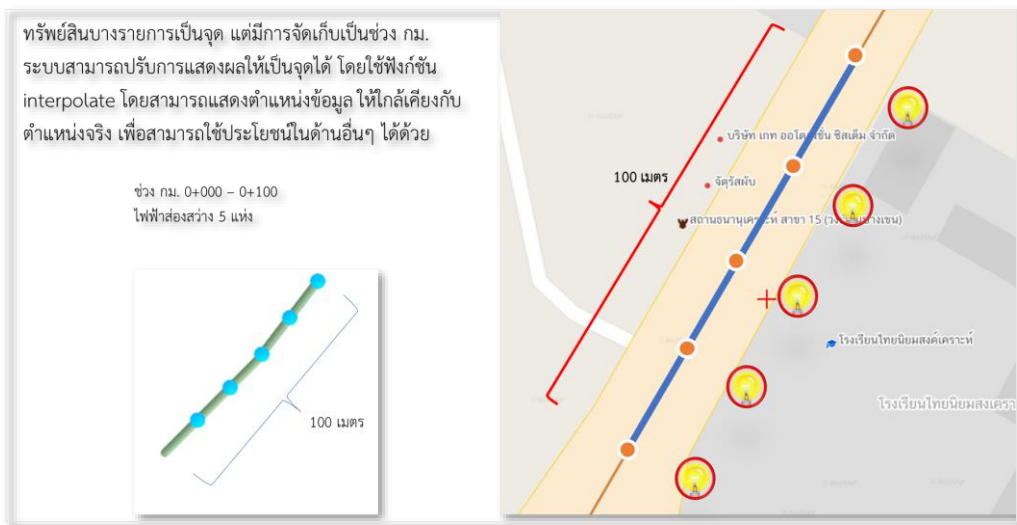 ทรัพย์สินบางรายการเป็นจุด แต่มีการจัดเก็บเป็นช่วง กม.
ระบบสามารถปรับการแสดงผลให้เป็นจุดได้ โดยใช้ฟังก์ชัน
interpolate โดยสามารถแสดงตำแหน่งข้อมูล ให้ใกล้เคียงกับ
ตำแหน่งจริง เพื่อสามารถใช้ประโยชน์ในด้านอื่นๆ ได้ด้วย
ช่วง กม. 0+000 – 0+100
ไฟฟ้าส่องสว่าง 5 แห่ง
100 เมตร
100 เมตร
บริษัท เกท ออโตเมชั่น ซิสเต็ม จำกัด
จัตุรัสผับ
สถานธนานุเคราะห์ สาขา 15
โรงเรียนไทยนิยมสงค์เคราะห์
โรงเรียนไทยนิยมสงเครา